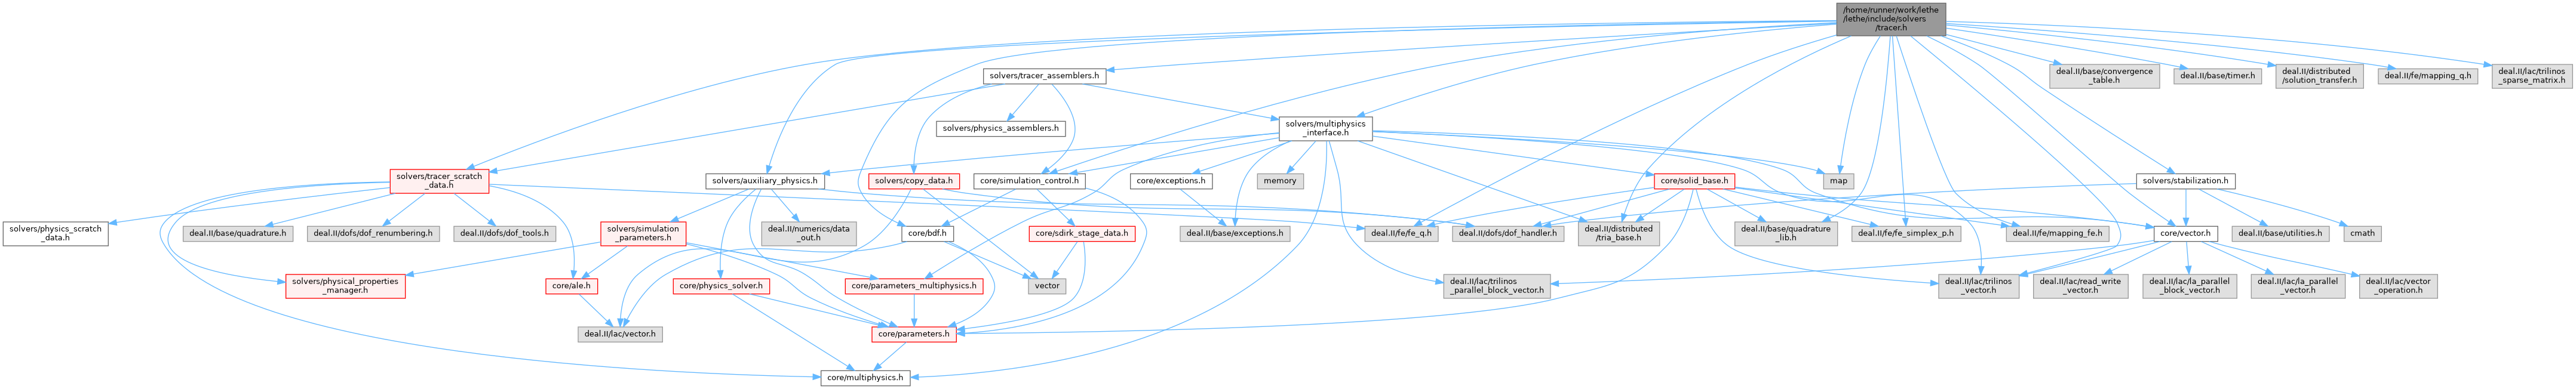 /home/runner/work/lethe
/lethe/include/solvers
/tracer.h
solvers/tracer_assemblers.h
deal.II/base/convergence
_table.h
deal.II/base/timer.h
deal.II/distributed
/solution_transfer.h
deal.II/fe/mapping_q.h
deal.II/lac/trilinos
_sparse_matrix.h
solvers/physics_assemblers.h
solvers/multiphysics
_interface.h
solvers/tracer_scratch
_data.h
solvers/auxiliary_physics.h
solvers/copy_data.h
core/simulation_control.h
core/exceptions.h
memory
core/solid_base.h
map
solvers/stabilization.h
solvers/physics_scratch
_data.h
deal.II/base/quadrature.h
deal.II/dofs/dof_renumbering.h
deal.II/dofs/dof_tools.h
solvers/simulation
_parameters.h
deal.II/numerics/data
_out.h
core/bdf.h
core/sdirk_stage_data.h
deal.II/base/exceptions.h
deal.II/fe/fe_q.h
deal.II/dofs/dof_handler.h
deal.II/distributed
/tria_base.h
deal.II/base/quadrature
_lib.h
deal.II/fe/fe_simplex_p.h
deal.II/fe/mapping_fe.h
core/vector.h
deal.II/base/utilities.h
cmath
solvers/physical_properties
_manager.h
core/ale.h
core/physics_solver.h
core/parameters_multiphysics.h
vector
deal.II/lac/trilinos
_parallel_block_vector.h
deal.II/lac/trilinos
_vector.h
deal.II/lac/read_write
_vector.h
deal.II/lac/la_parallel
_block_vector.h
deal.II/lac/la_parallel
_vector.h
deal.II/lac/vector
_operation.h
deal.II/lac/vector.h
core/parameters.h
core/multiphysics.h